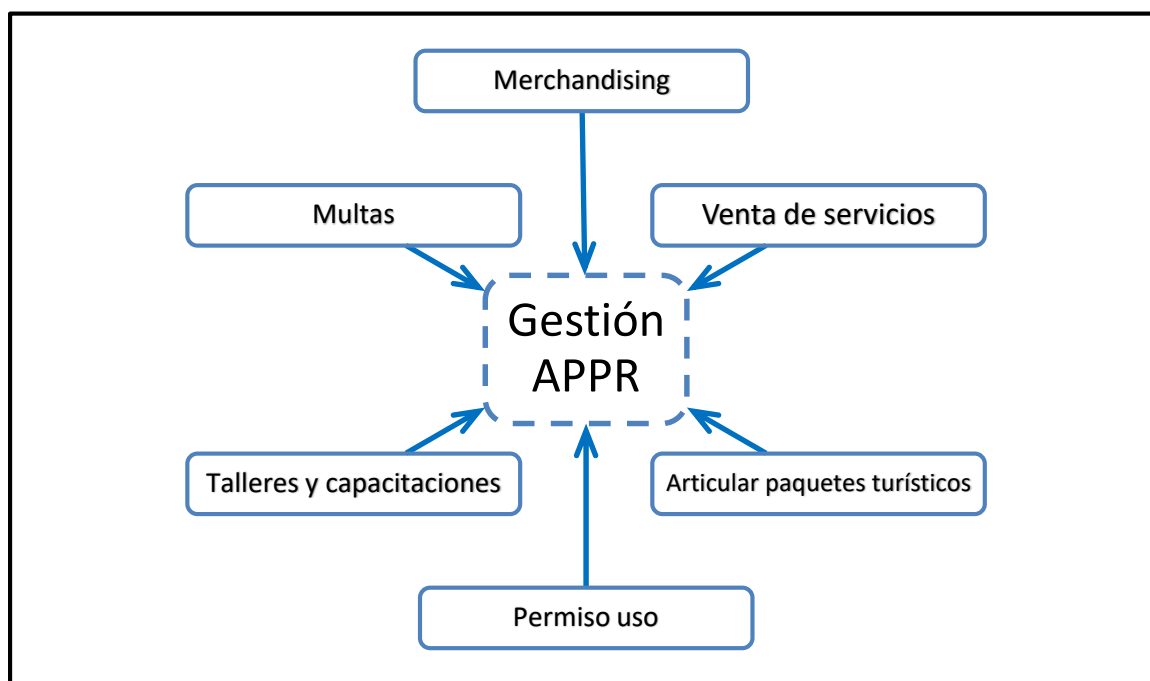 Merchandising
Multas
Venta de servicios
Gestión
APPR
Talleres y capacitaciones
Articular paquetes turísticos
Permiso uso